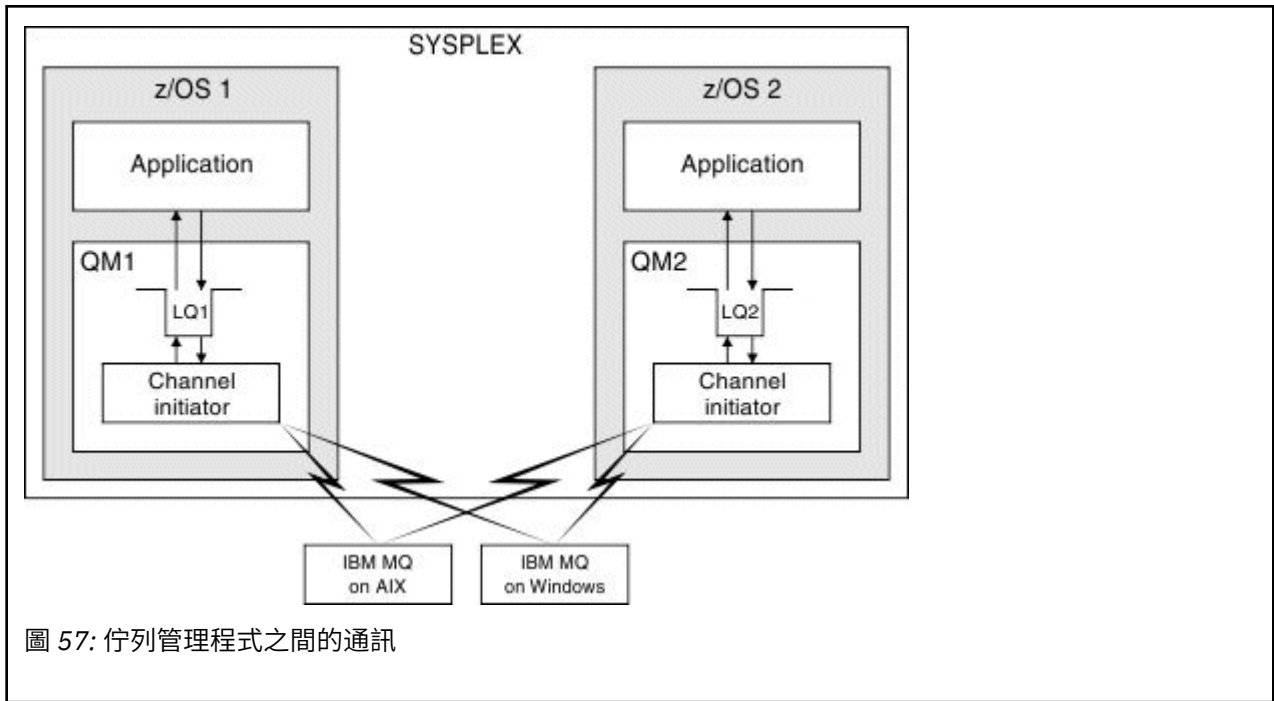 SYSPLEX
z/OS 1
Application
QM1
LQ1
Channel
initiator
z/OS 2
Application
QM2
LQ2
Channel
initiator
IBM MQ
on AIX
IBM MQ
on Windows
圖 57: 佇列管理程式之間的通訊